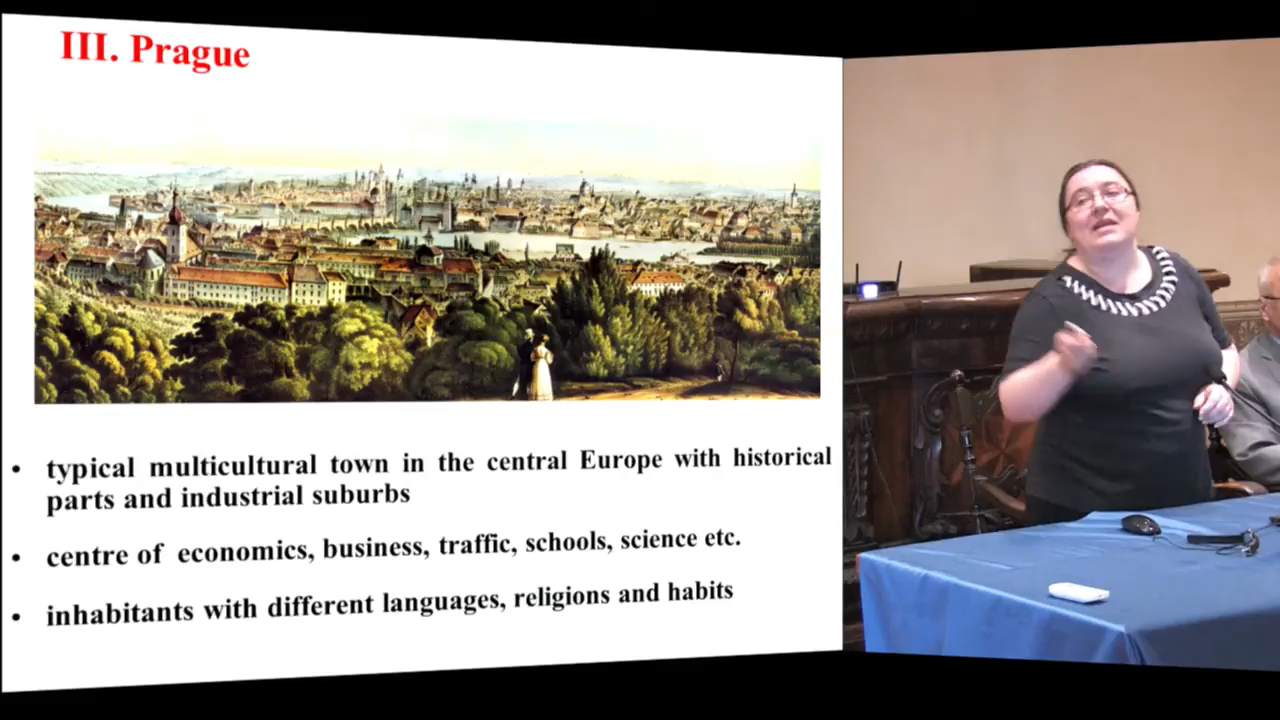 III. Prague
• typical multicultural town in the central Europe with historical
parts and industrial suburbs
• centre of economics, business, traffic, schools, science etc.
• inhabitants with different languages, religions and habits